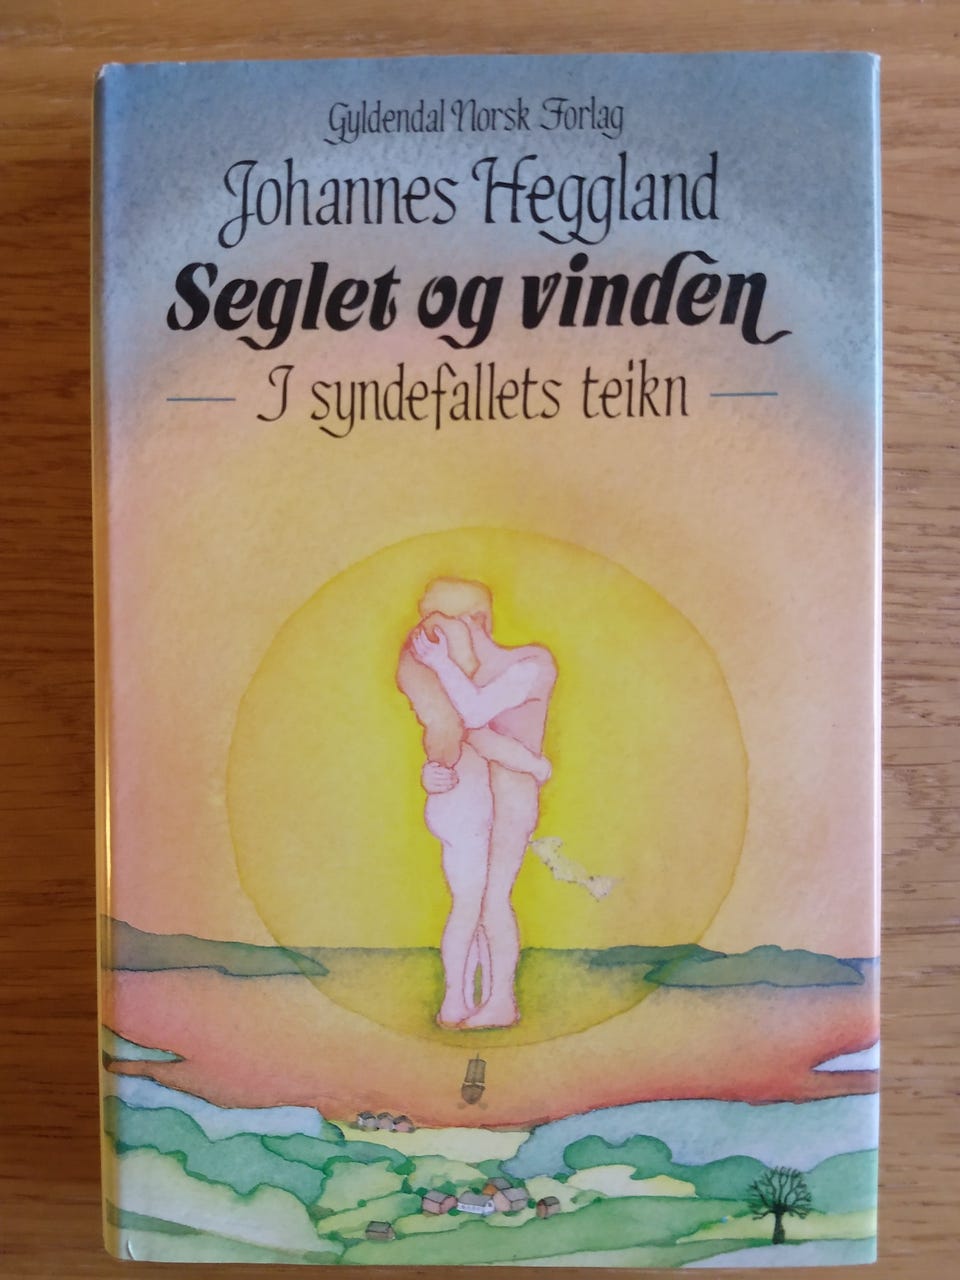 Gyldendal Norsk Forlag
Johannes Heggland
Seglet og vinden
I syndefallets teikn